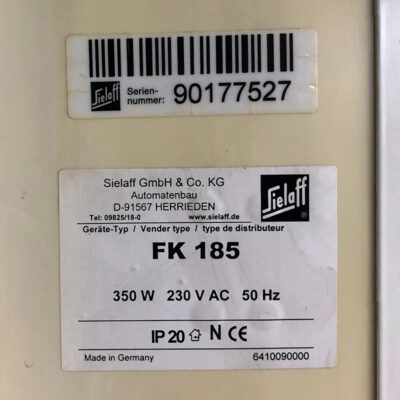 Sielaff
Serien-
nummer: 90177527
Sielaff GmbH & Co. KG
Automatenbau
D-91567 HERRIEDEN
Tel: 09825/18-0 www.sielaff.de
Sielaff ®
Geräte-Typ / Vender type / type de distributeur
FK 185
350 W 230 V AC 50 Hz
IP 20 N CE
Made in Germany 6410090000